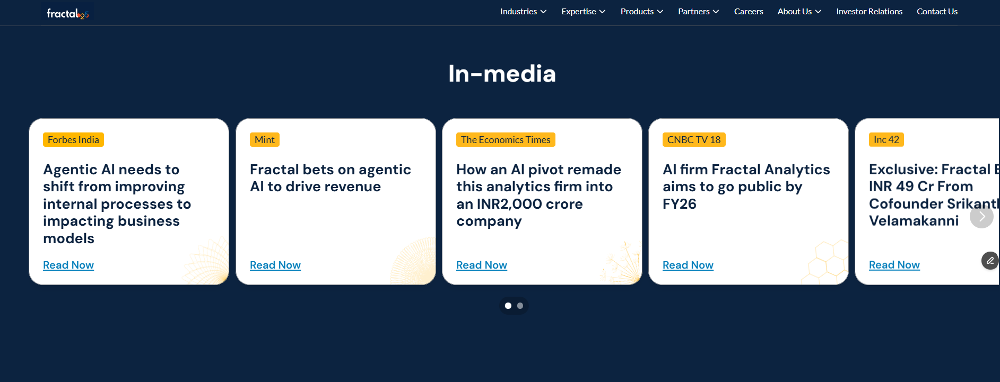 fractal 25
Industries
Expertise
Products
Partners
Careers
About Us
Investor Relations
Contact Us
In-media
Forbes India
Agentic AI needs to
shift from improving
internal processes to
impacting business
models
Read Now
Mint
Fractal bets on agentic
AI to drive revenue
Read Now
The Economics Times
How an AI pivot remade
this analytics firm into
an INR2,000 crore
company
Read Now
CNBC TV 18
AI firm Fractal Analytics
aims to go public by
FY26
Read Now
Inc 42
Exclusive: Fractal
INR 49 Cr From
Cofounder Srikanth
Velamakanni
Read Now